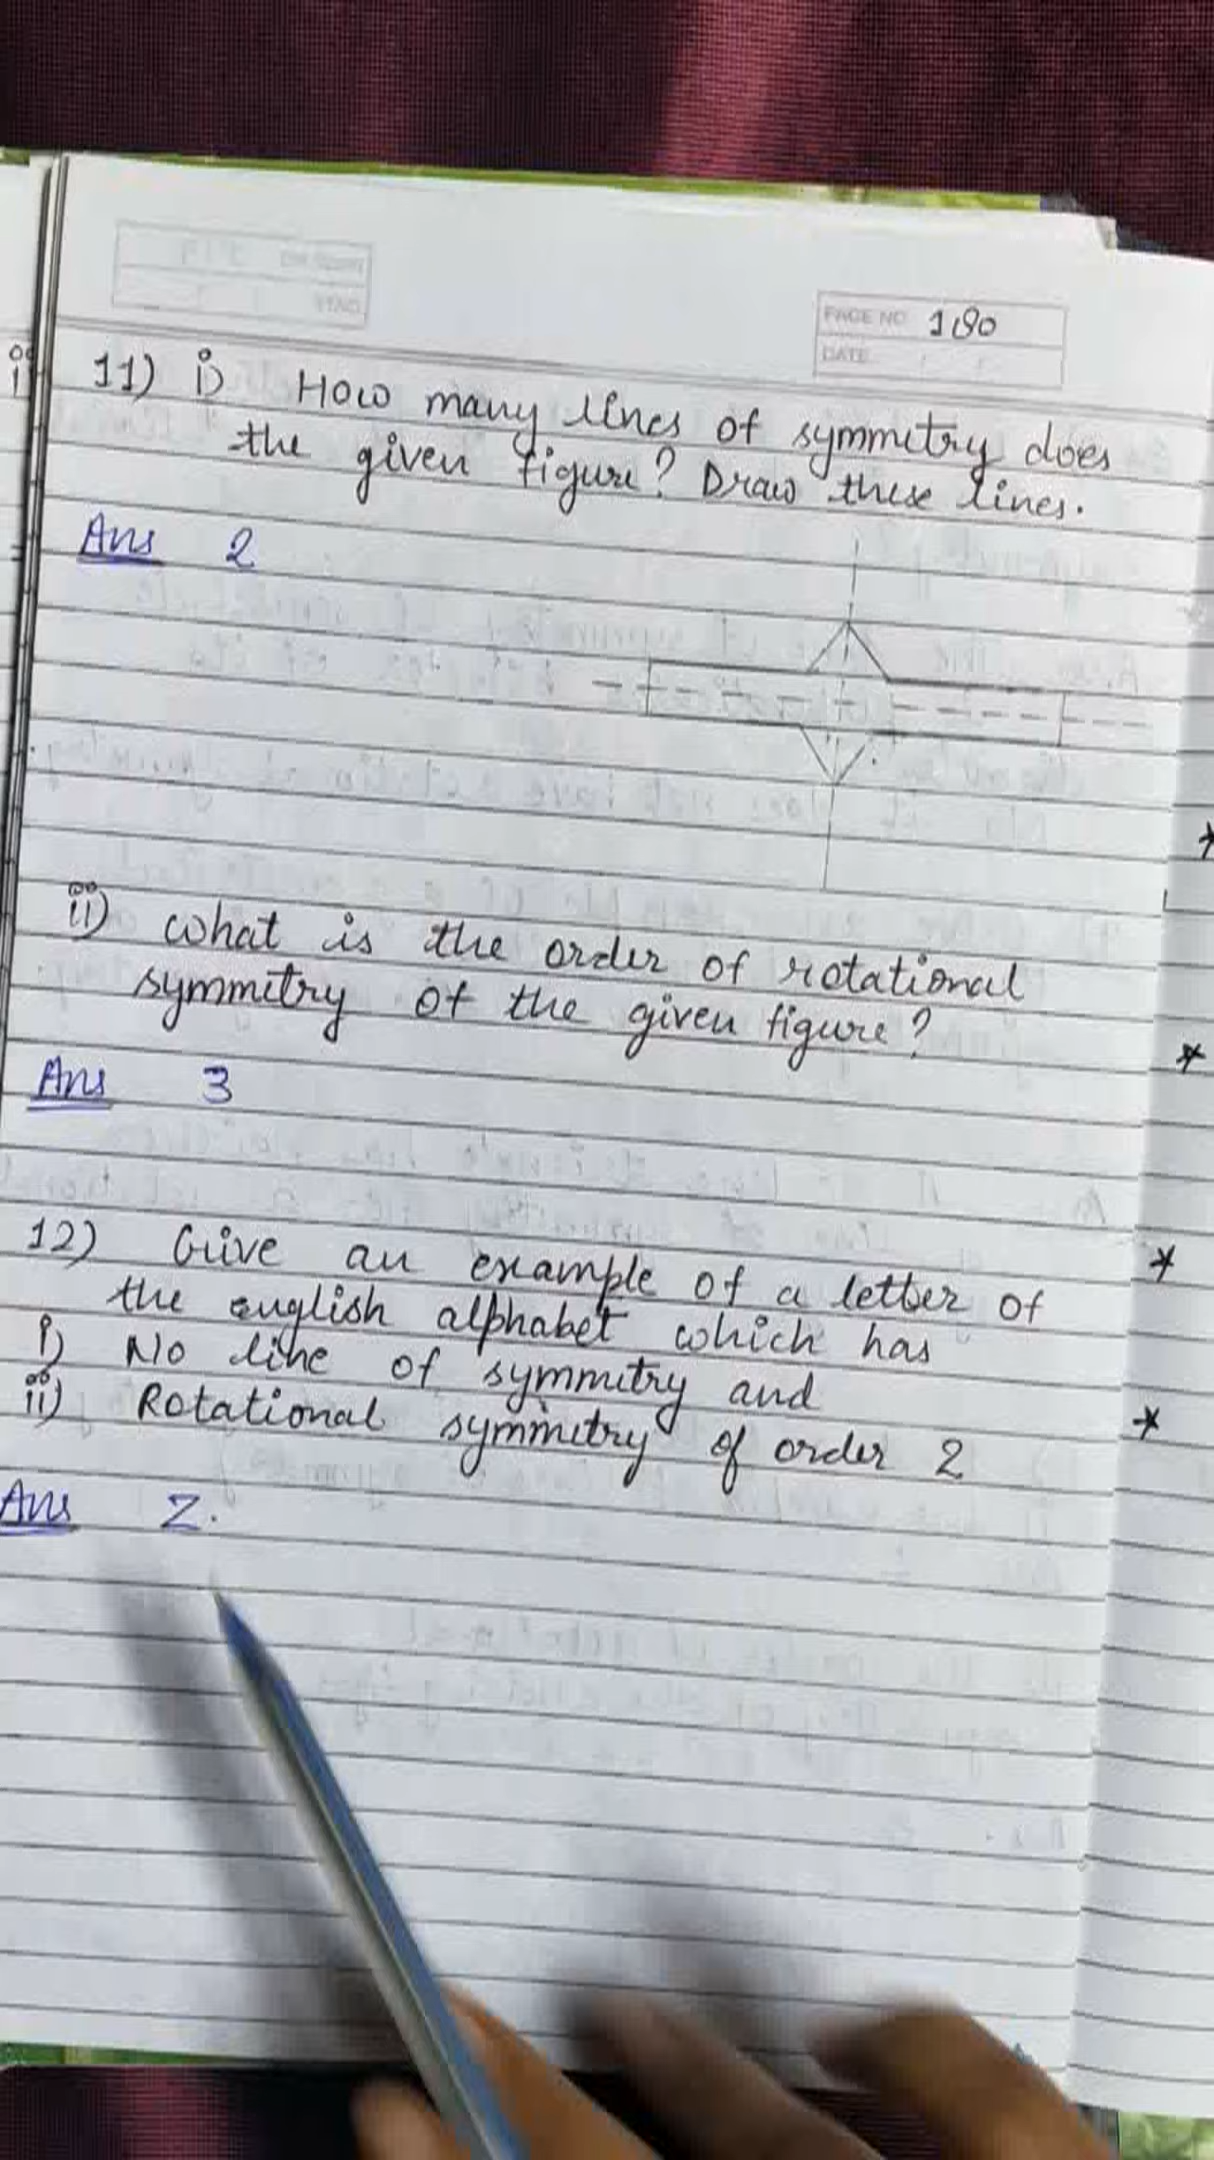 PAGE NO 180
DATE
11) i) How many lines of symmetry does
the given figure? Draw these lines.
Ans 2
ii) What is the order of rotational
symmetry of the given figure?
Ans 3
12) Give an example of a letter of
the english alphabet which has
i) No line of symmetry and
ii) Rotational symmetry of order 2
Ans Z.